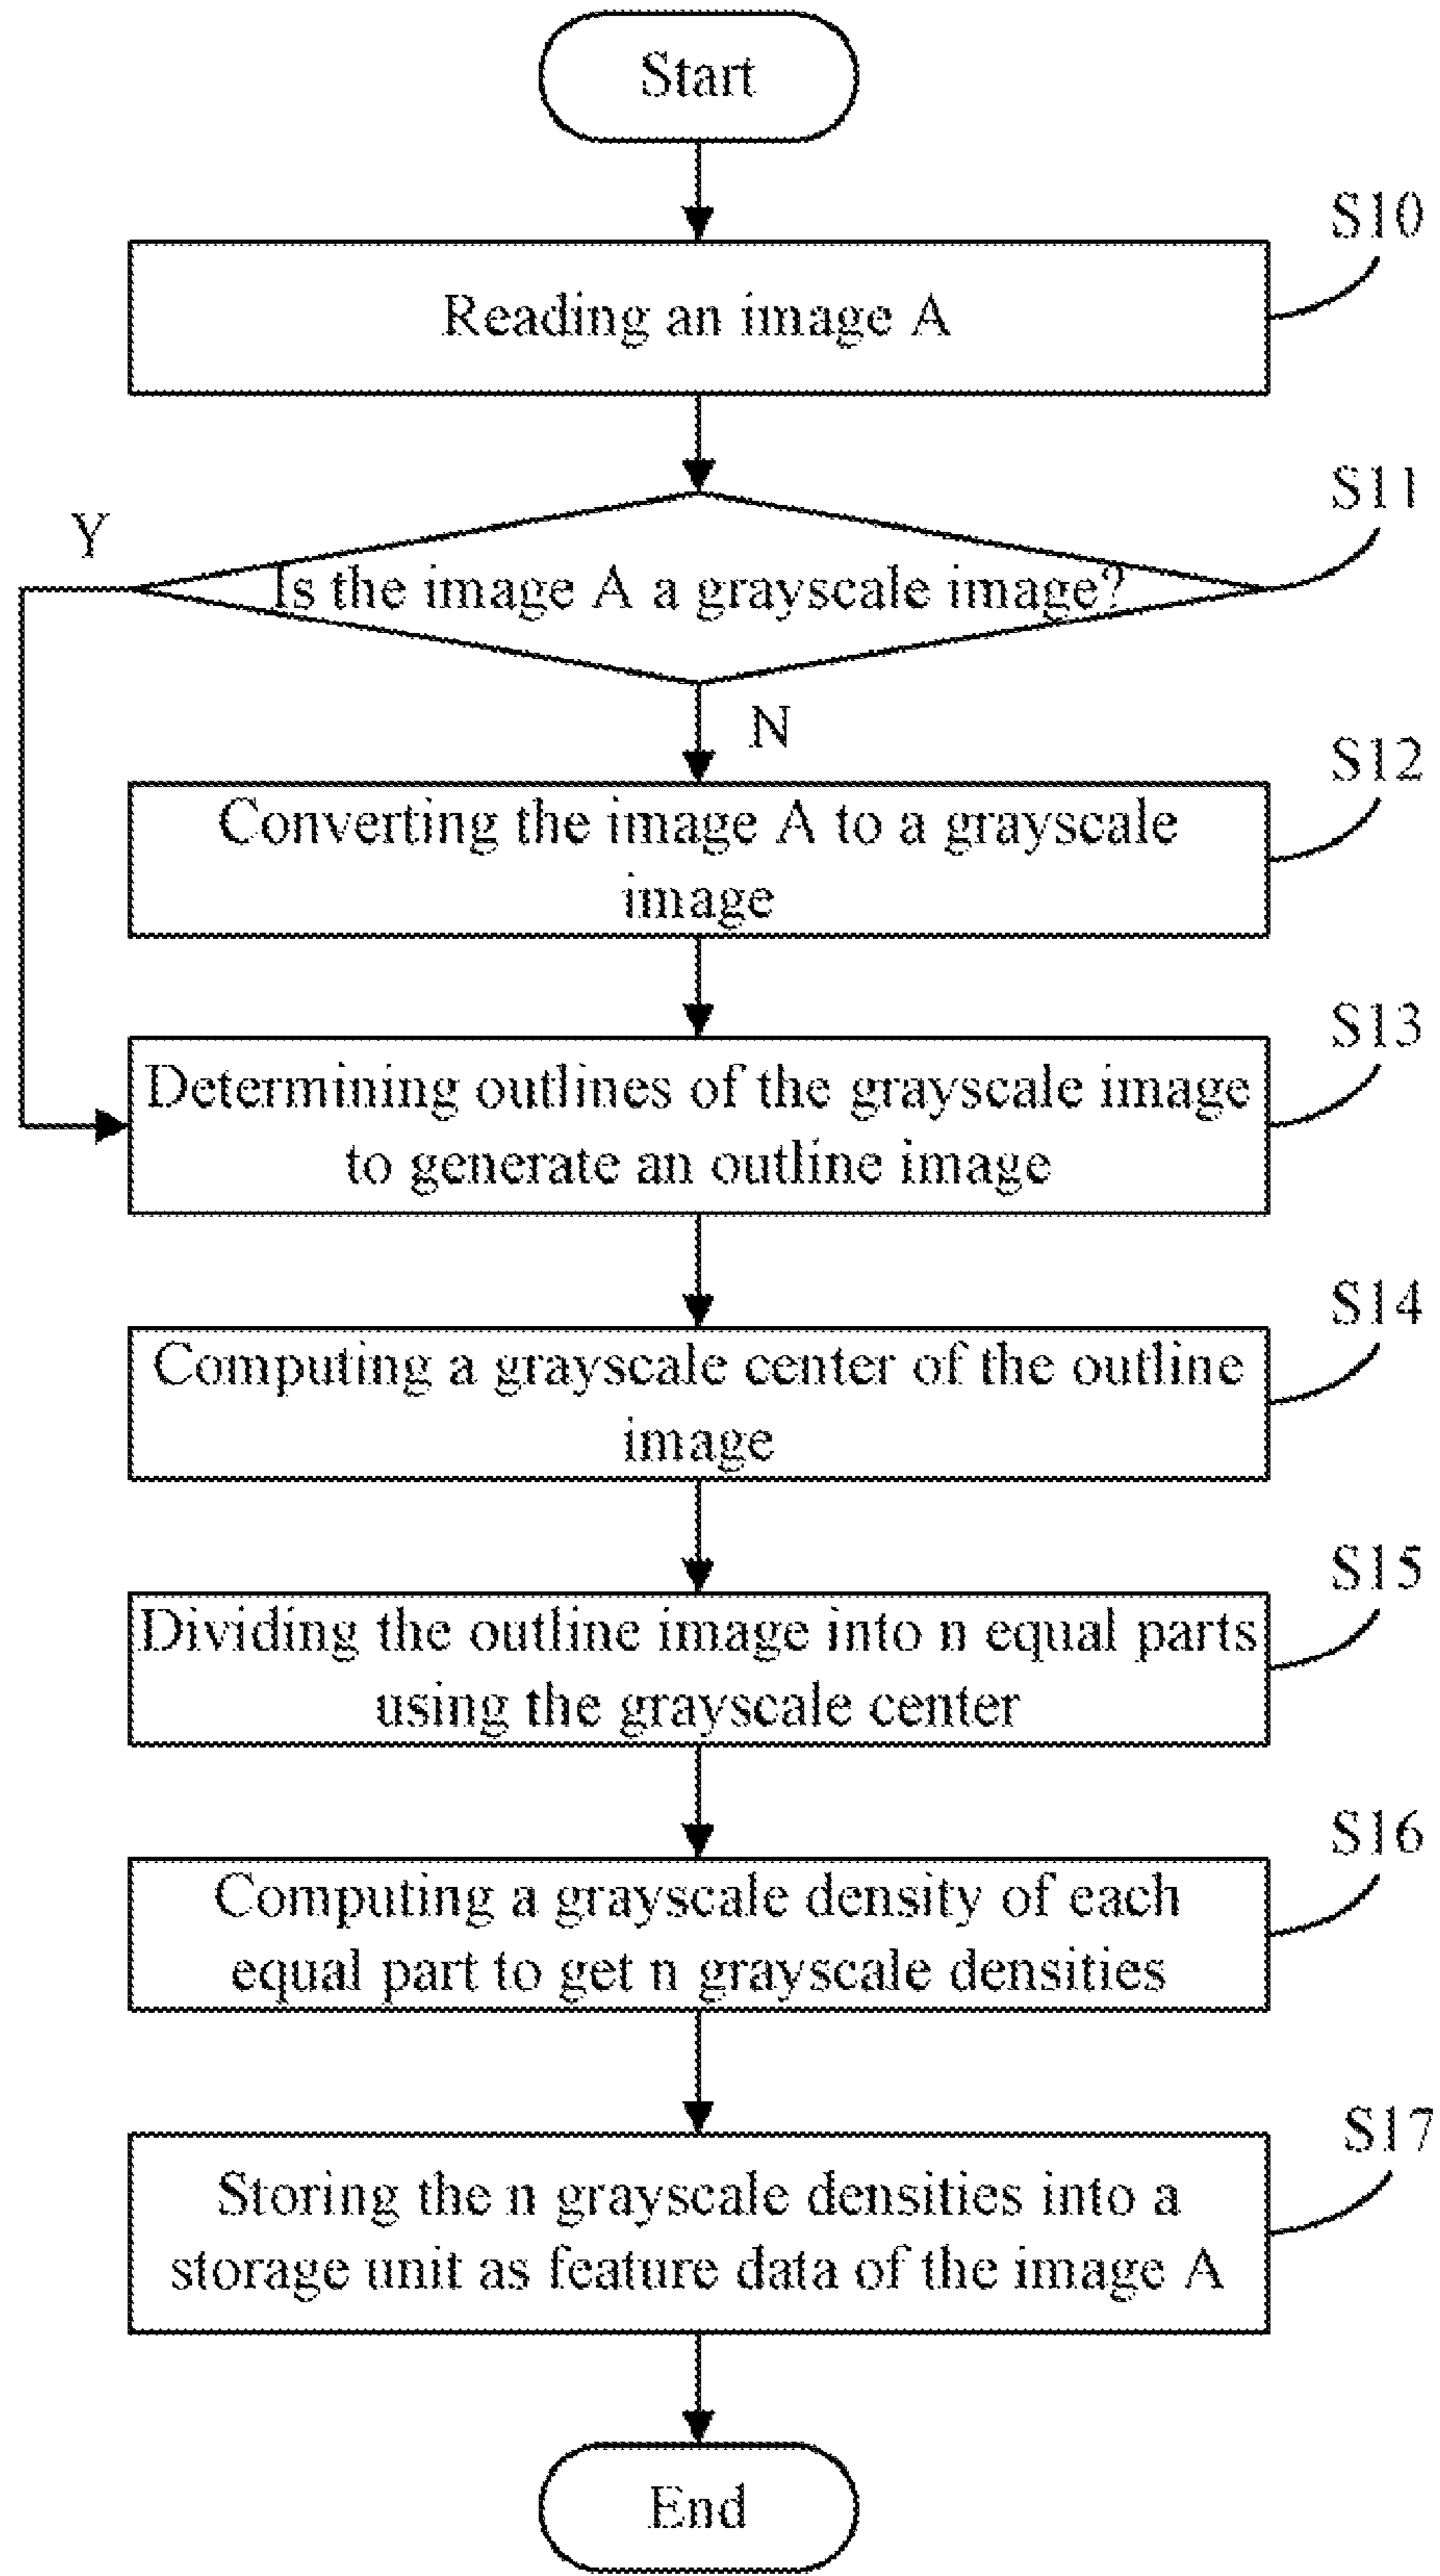 Start
S10
Reading an image A
S11
Y
Is the image A a grayscale image?
N
S12
Converting the image A to a grayscale
image
S13
Determining outlines of the grayscale image
to generate an outline image
S14
Computing a grayscale center of the outline
image
S15
Dividing the outline image into n equal parts
using the grayscale center
S16
Computing a grayscale density of each
equal part to get n grayscale densities
S17
Storing the n grayscale densities into a
storage unit as feature data of the image A
End